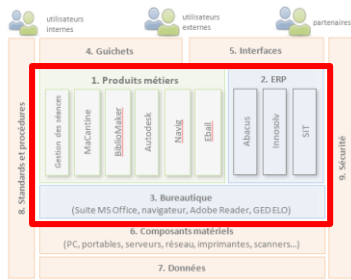 utilisateurs
internes
utilisateurs
externes
partenaires
4. Guichets
5. Interfaces
8. Standards et procédures
1. Produits métiers
Gestion des séances
MaCantine
BiblioMaker
Autodesk
Navig
Ebail
2. ERP
Abacus
Innosolv
SIT
9. Sécurité
3. Bureautique
(Suite MS Office, navigateur, Adobe Reader, GED ELO)
6. Composants matériels
(PC, portables, serveurs, réseau, imprimantes, scanners...)
7. Données